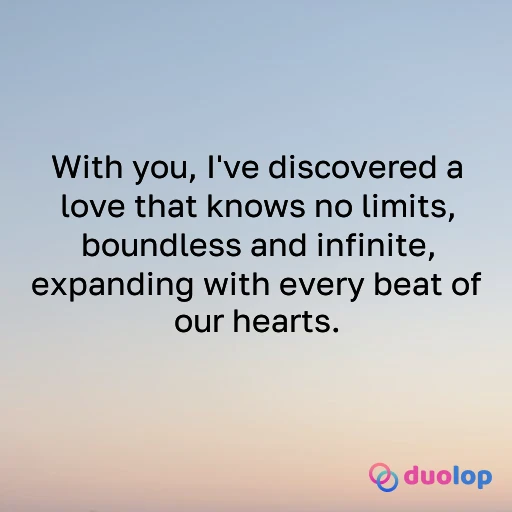 With you, I've discovered a
love that knows no limits,
boundless and infinite,
expanding with every beat of
our hearts.
duolop